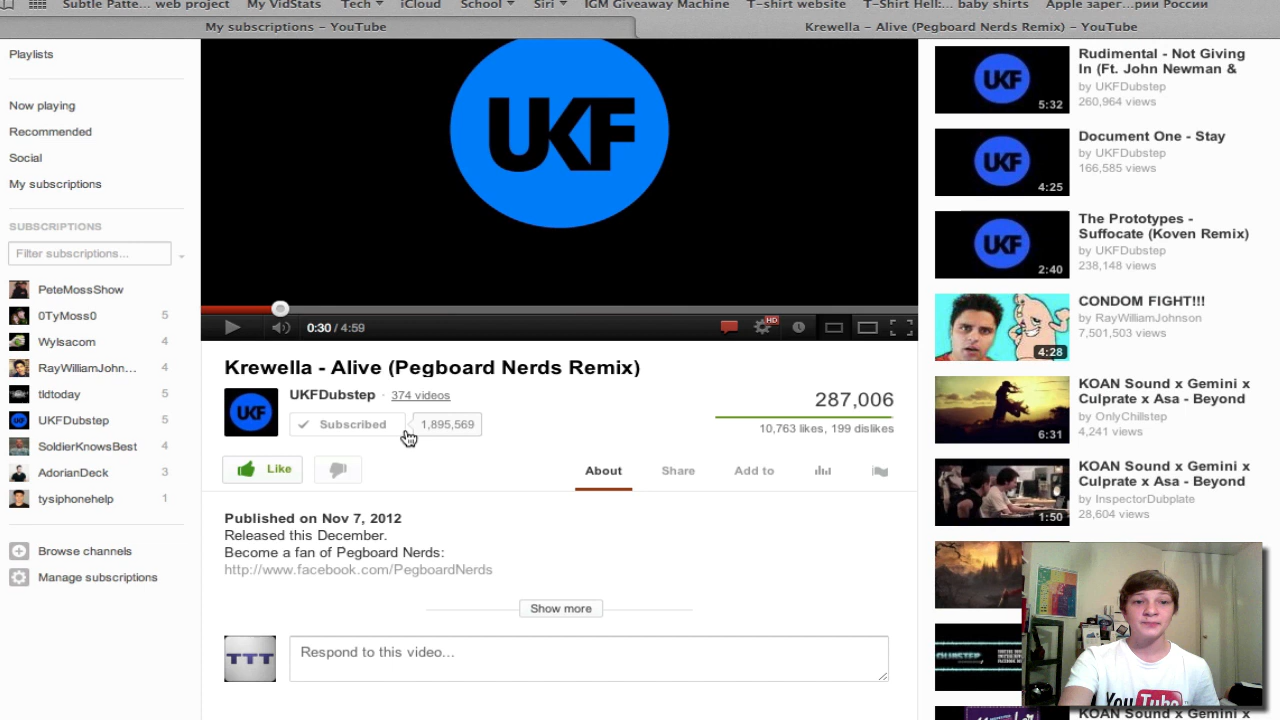 Subtle Patte... web project
My VidStats
Tech
iCloud
School
Siri
IGM Giveaway Machine
T-shirt website
T-Shirt Hell:... baby shirts
Apple зарег...рии России
My subscriptions – YouTube
Krewella – Alive (Pegboard Nerds Remix) – YouTube
Playlists
Now playing
Recommended
Social
My subscriptions
SUBSCRIPTIONS
Filter subscriptions...
PeteMossShow
0TyMoss0 5
Wylsacom 4
RayWilliamJohn... 4
tldtoday 5
UKFDubstep 5
SoldierKnowsBest 4
AdorianDeck 3
tysiphonehelp 1
Browse channels
Manage subscriptions
UKF
0:30 / 4:59
HD
Krewella - Alive (Pegboard Nerds Remix)
UKF
UKFDubstep · 374 videos
Subscribed 1,895,569
287,006
10,763 likes, 199 dislikes
Like
About
Share
Add to
Published on Nov 7, 2012
Released this December.
Become a fan of Pegboard Nerds:
http://www.facebook.com/PegboardNerds
Show more
TTT
Respond to this video...
UKF
5:32
Rudimental - Not Giving
In (Ft. John Newman &
by UKFDubstep
260,964 views
UKF
4:25
Document One - Stay
by UKFDubstep
166,585 views
UKF
2:40
The Prototypes -
Suffocate (Koven Remix)
by UKFDubstep
238,148 views
4:28
CONDOM FIGHT!!!
by RayWilliamJohnson
7,501,503 views
6:31
KOAN Sound x Gemini x
Culprate x Asa - Beyond
by OnlyChillstep
4,241 views
1:50
KOAN Sound x Gemini x
Culprate x Asa - Beyond
by InspectorDubplate
28,604 views
DUBSTEP
You Tube
KOAN Sound x Gemini x